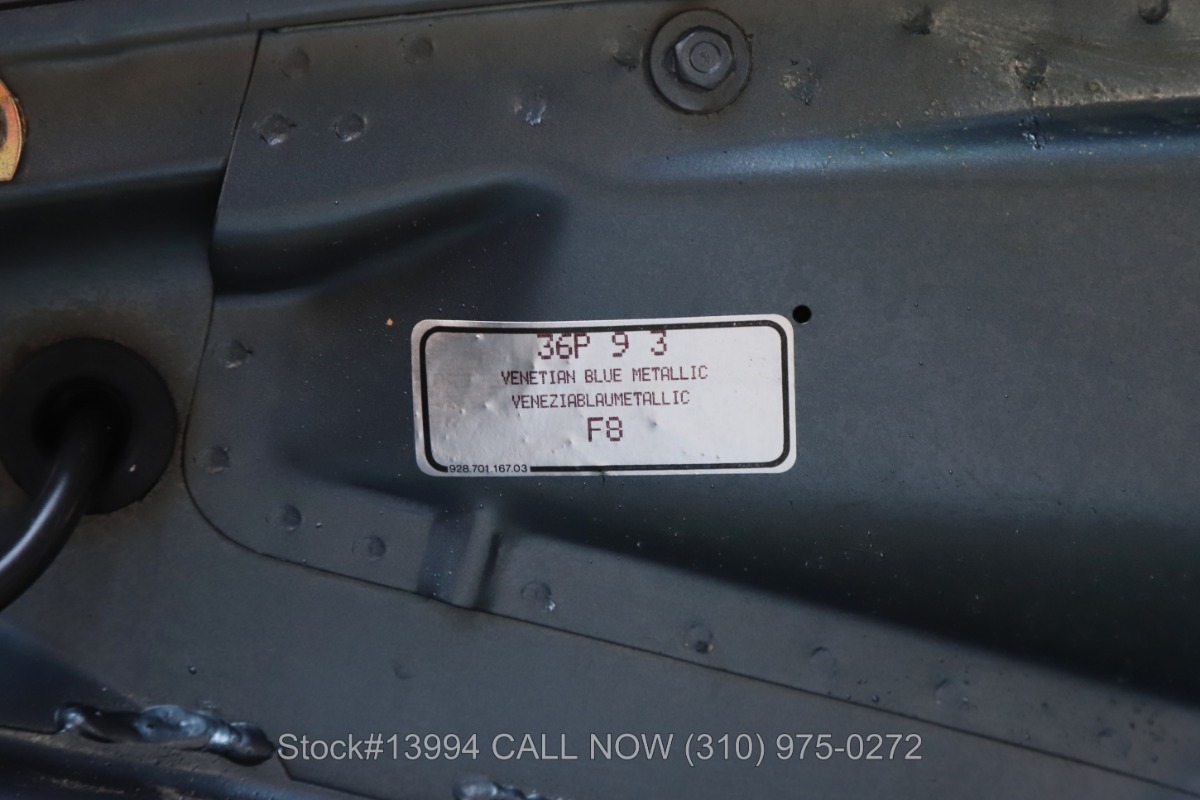 36P 9 3
VENETIAN BLUE METALLIC
VENEZIABLAUMETALLIC
F8
928.701.167.03
Stock#13994 CALL NOW (310) 975-0272